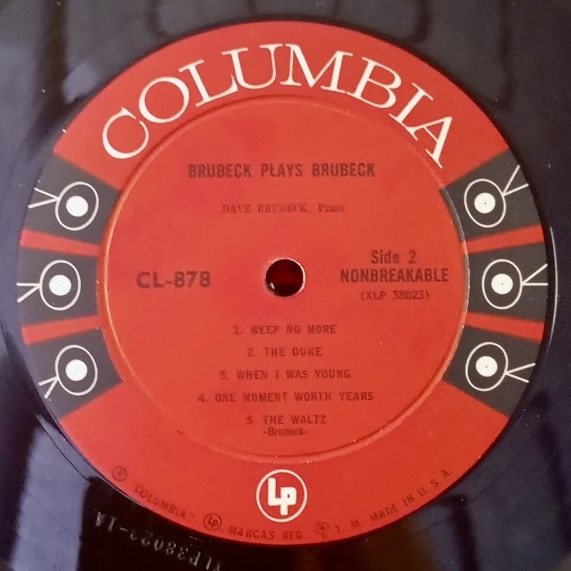 COLUMBIA
BRUBECK PLAYS BRUBECK
DAVE BRUBECK, Piano
CL-878
Side 2
NONBREAKABLE
(XLP 38023)
1. WEEP NO MORE
2. THE DUKE
3. WHEN I WAS YOUNG
4. ONE MOMENT WORTH YEARS
5. THE WALTZ
-Brubeck-
LP
® "COLUMBIA" LP MARCAS REG. T. M. MADE IN U.S.A.